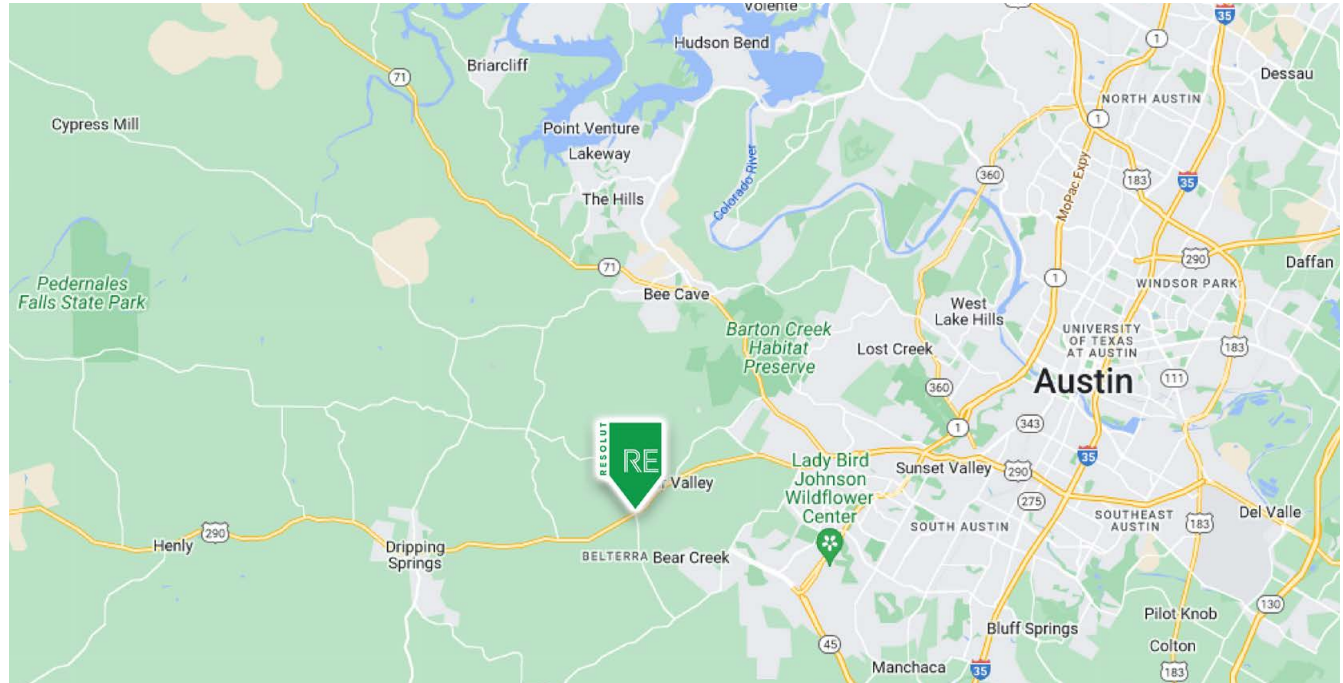 Volente
35
Hudson Bend
1
Briarcliff
Dessau
71
NORTH AUSTIN
Cypress Mill
1
Point Venture
Lakeway
360
MoPac Expy
183
35
The Hills
Colorado River
290
Daffan
71
1
Pedernales
Falls State Park
Bee Cave
WINDSOR PARK
West
Lake Hills
Barton Creek
Habitat
Preserve
UNIVERSITY
OF TEXAS
AT AUSTIN
183
Lost Creek
Austin
111
360
RESOLUT
RE
1
343
35
Lady Bird
Johnson
Wildflower
Center
Sunset Valley
290
Valley
275
290
SOUTH AUSTIN
SOUTHEAST
AUSTIN
183
Del Valle
Henly
Dripping
Springs
BELTERRA
Bear Creek
130
Pilot Knob
Bluff Springs
45
Colton
Manchaca
35
183